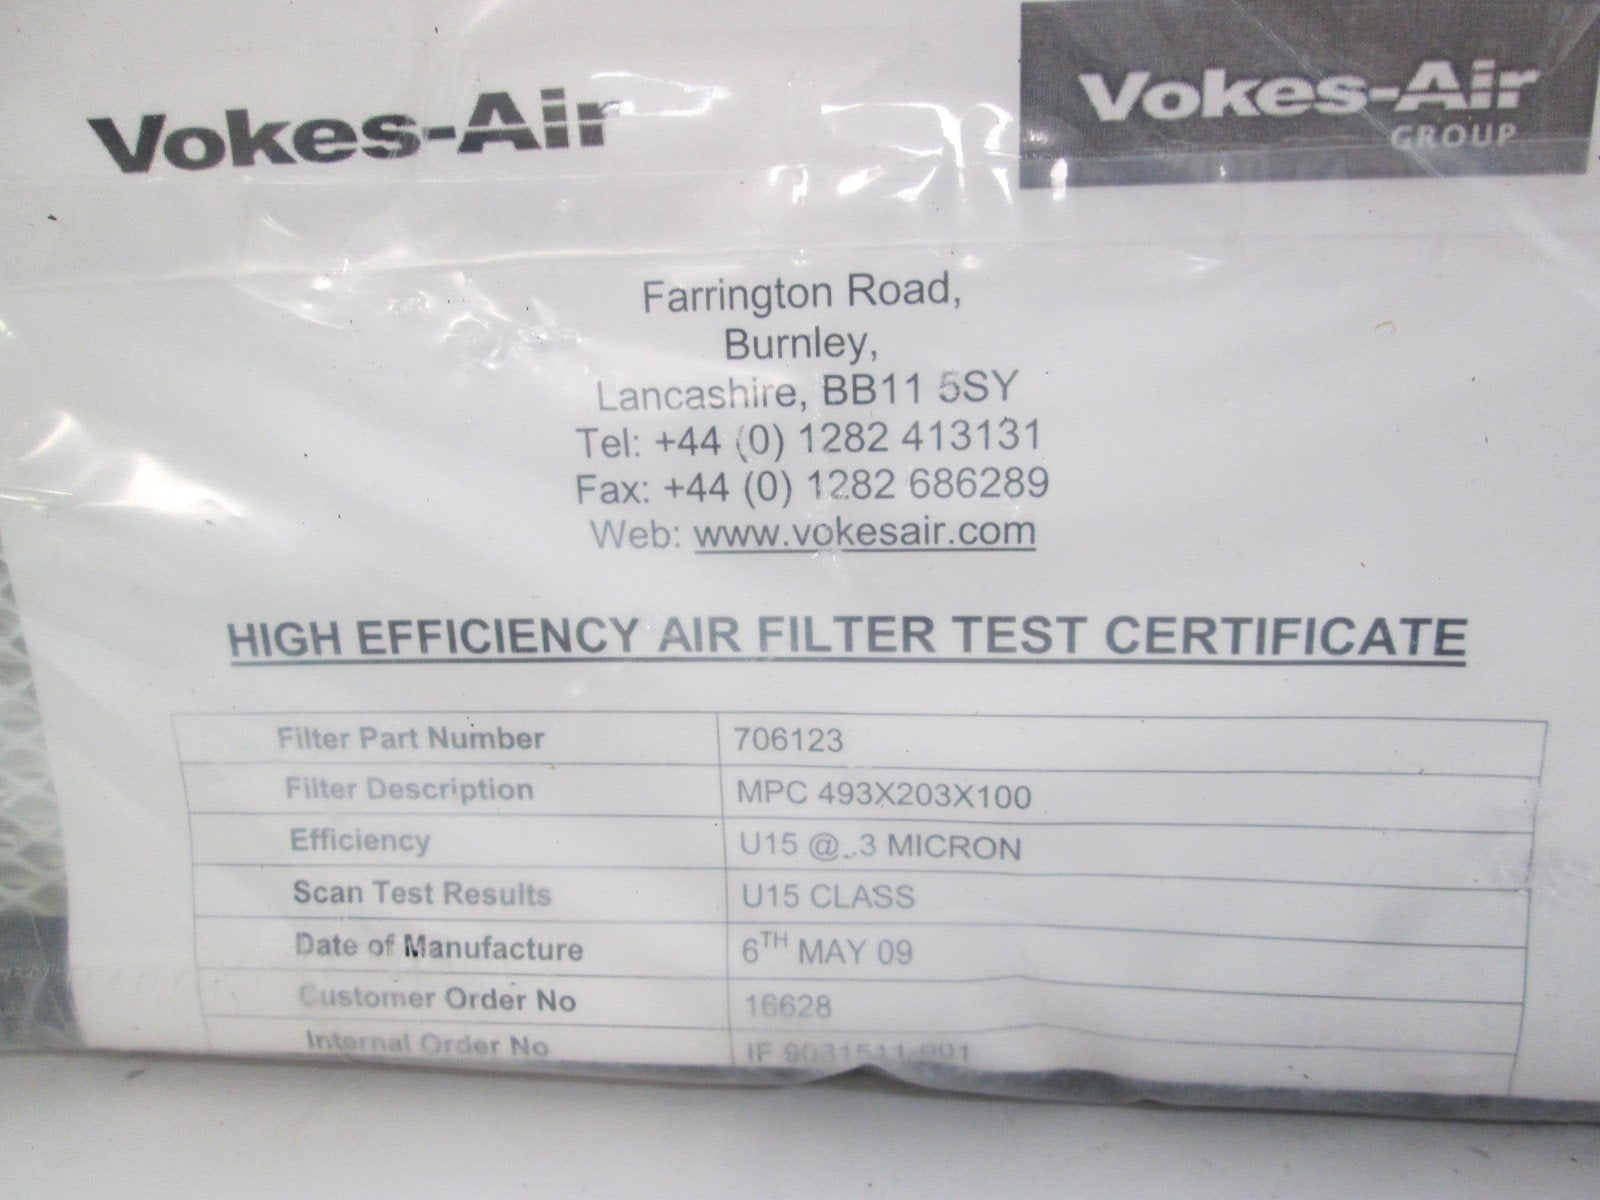 Vokes-Air
Vokes-Air
GROUP
Farrington Road,
Burnley,
Lancashire, BB11 5SY
Tel: +44 (0) 1282 413131
Fax: +44 (0) 1282 686289
Web: www.vokesair.com
HIGH EFFICIENCY AIR FILTER TEST CERTIFICATE
Filter Part Number 706123
Filter Description MPC 493X203X100
Efficiency U15 @ .3 MICRON
Scan Test Results U15 CLASS
Date of Manufacture 6TH MAY 09
Customer Order No 16628
Internal Order No IF 9031511-001